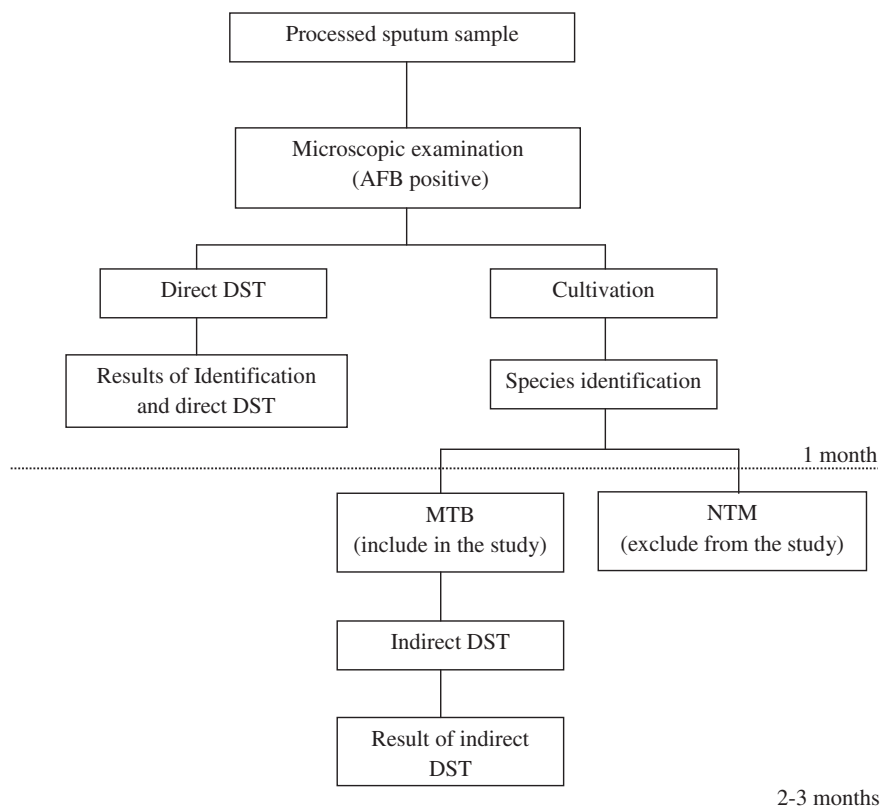 Processed sputum sample
Microscopic examination
(AFB positive)
Direct DST
Cultivation
Results of Identification
and direct DST
Species identification
1 month
MTB
(include in the study)
NTM
(exclude from the study)
Indirect DST
Result of indirect
DST
2-3 months